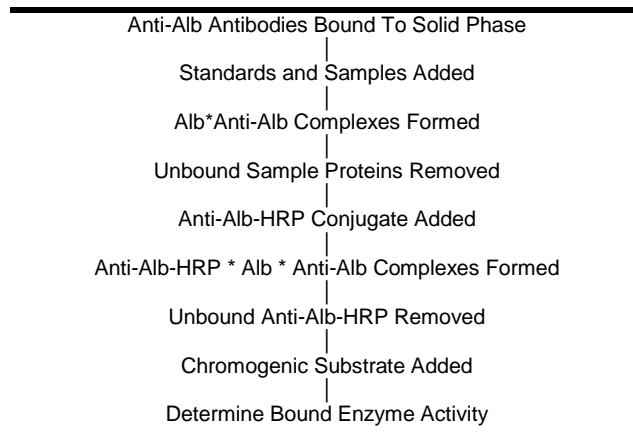 Anti-Alb Antibodies Bound To Solid Phase
Standards and Samples Added
Alb*Anti-Alb Complexes Formed
Unbound Sample Proteins Removed
Anti-Alb-HRP Conjugate Added
Anti-Alb-HRP * Alb * Anti-Alb Complexes Formed
Unbound Anti-Alb-HRP Removed
Chromogenic Substrate Added
Determine Bound Enzyme Activity